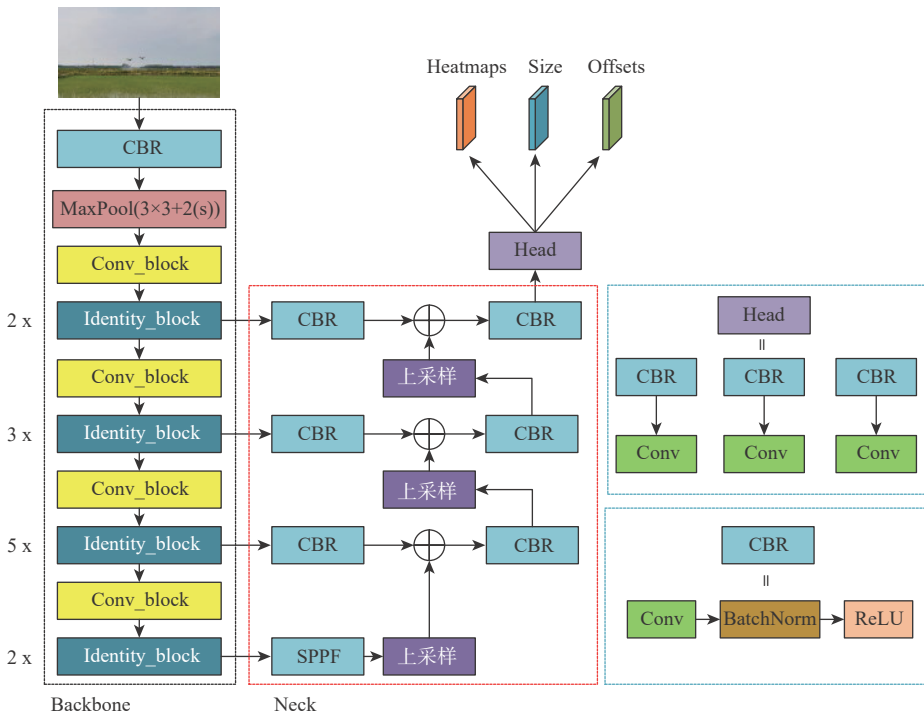 Heatmaps Size Offsets
CBR
MaxPool(3×3+2(s))
Conv_block
Head
2 x Identity_block CBR CBR
Conv_block 上采样
3 x Identity_block CBR CBR
Conv_block 上采样
5 x Identity_block CBR CBR
Conv_block
2 x Identity_block SPPF 上采样
Backbone Neck
Head
=
CBR CBR CBR
Conv Conv Conv
CBR
=
Conv BatchNorm ReLU